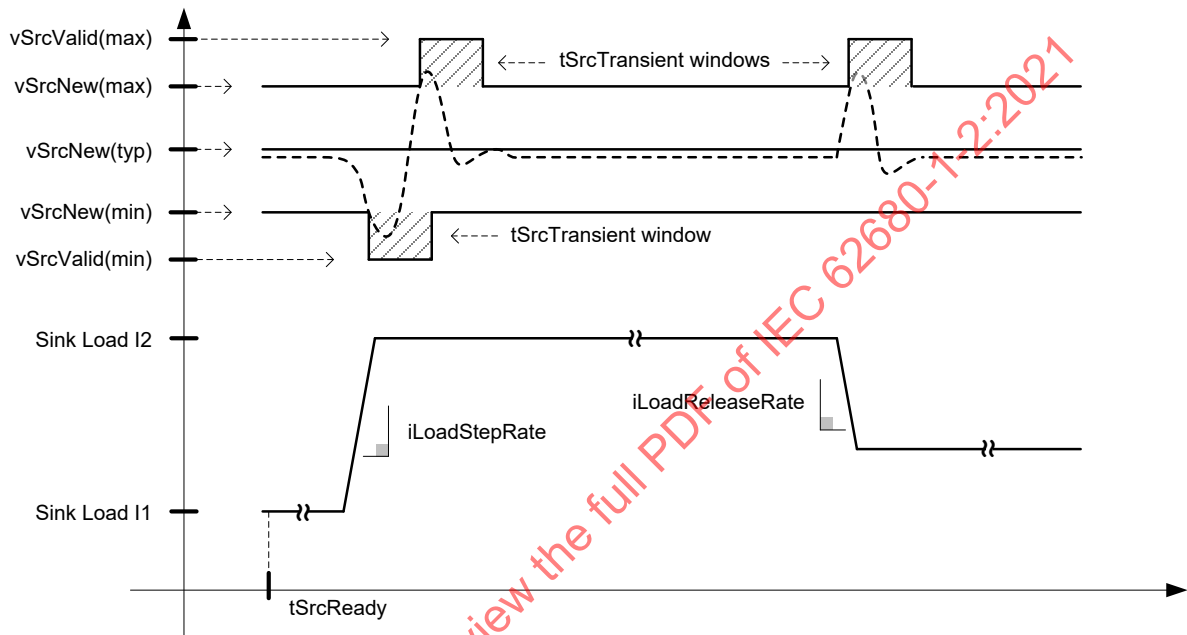 vSrcValid(max)
tSrcTransient windows
vSrcNew(max)
vSrcNew(typ)
vSrcNew(min)
tSrcTransient window
vSrcValid(min)
Sink Load I2
iLoadReleaseRate
iLoadStepRate
Sink Load I1
tSrcReady
view the full PDF of IEC 62680-1-2:2021